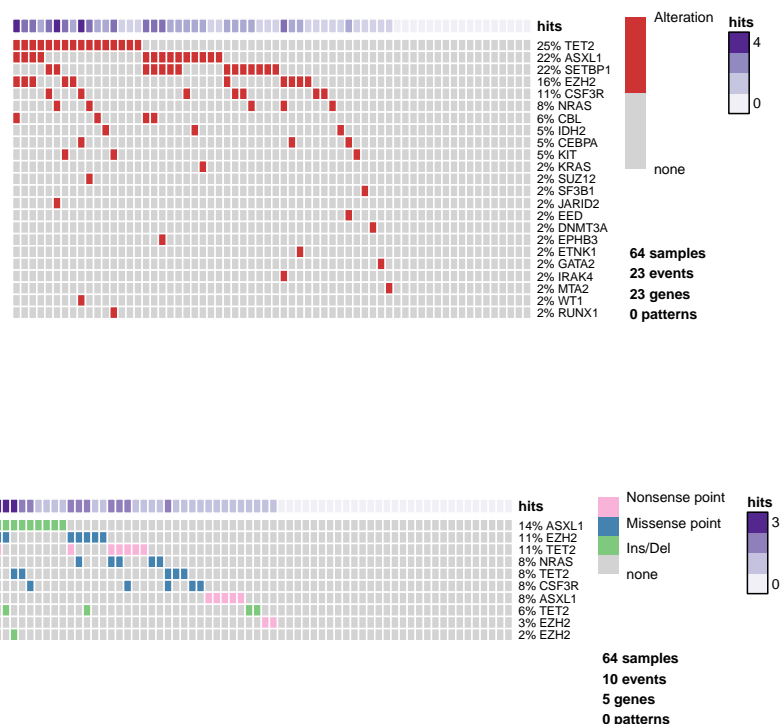 hits
25% TET2
22% ASXL1
22% SETBP1
16% EZH2
11% CSF3R
8% NRAS
6% CBL
5% IDH2
5% CEBPA
5% KIT
2% KRAS
2% SUZ12
2% SF3B1
2% JARID2
2% EED
2% DNMT3A
2% EPHB3
2% ETNK1
2% GATA2
2% IRAK4
2% MTA2
2% WT1
2% RUNX1
Alteration
none
hits
4
0
64 samples
23 events
23 genes
0 patterns
hits
14% ASXL1
11% EZH2
11% TET2
8% NRAS
8% TET2
8% CSF3R
8% ASXL1
6% TET2
3% EZH2
2% EZH2
Nonsense point
Missense point
Ins/Del
none
hits
3
0
64 samples
10 events
5 genes
0 patterns